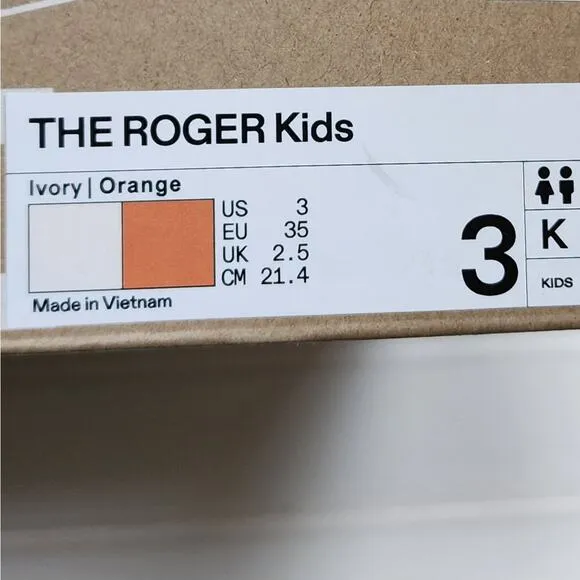 THE ROGER Kids
Ivory | Orange
US 3
EU 35
UK 2.5
CM 21.4
Made in Vietnam
3
K
KIDS